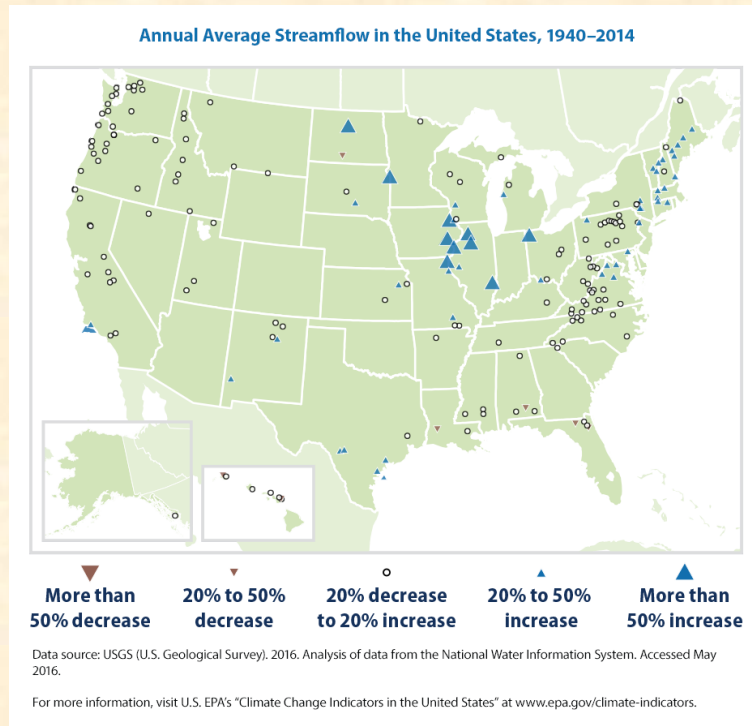 Annual Average Streamflow in the United States, 1940–2014
More than
50% decrease
20% to 50%
decrease
20% decrease
to 20% increase
20% to 50%
increase
More than
50% increase
Data source: USGS (U.S. Geological Survey). 2016. Analysis of data from the National Water Information System. Accessed May
2016.
For more information, visit U.S. EPA’s “Climate Change Indicators in the United States” at www.epa.gov/climate-indicators.